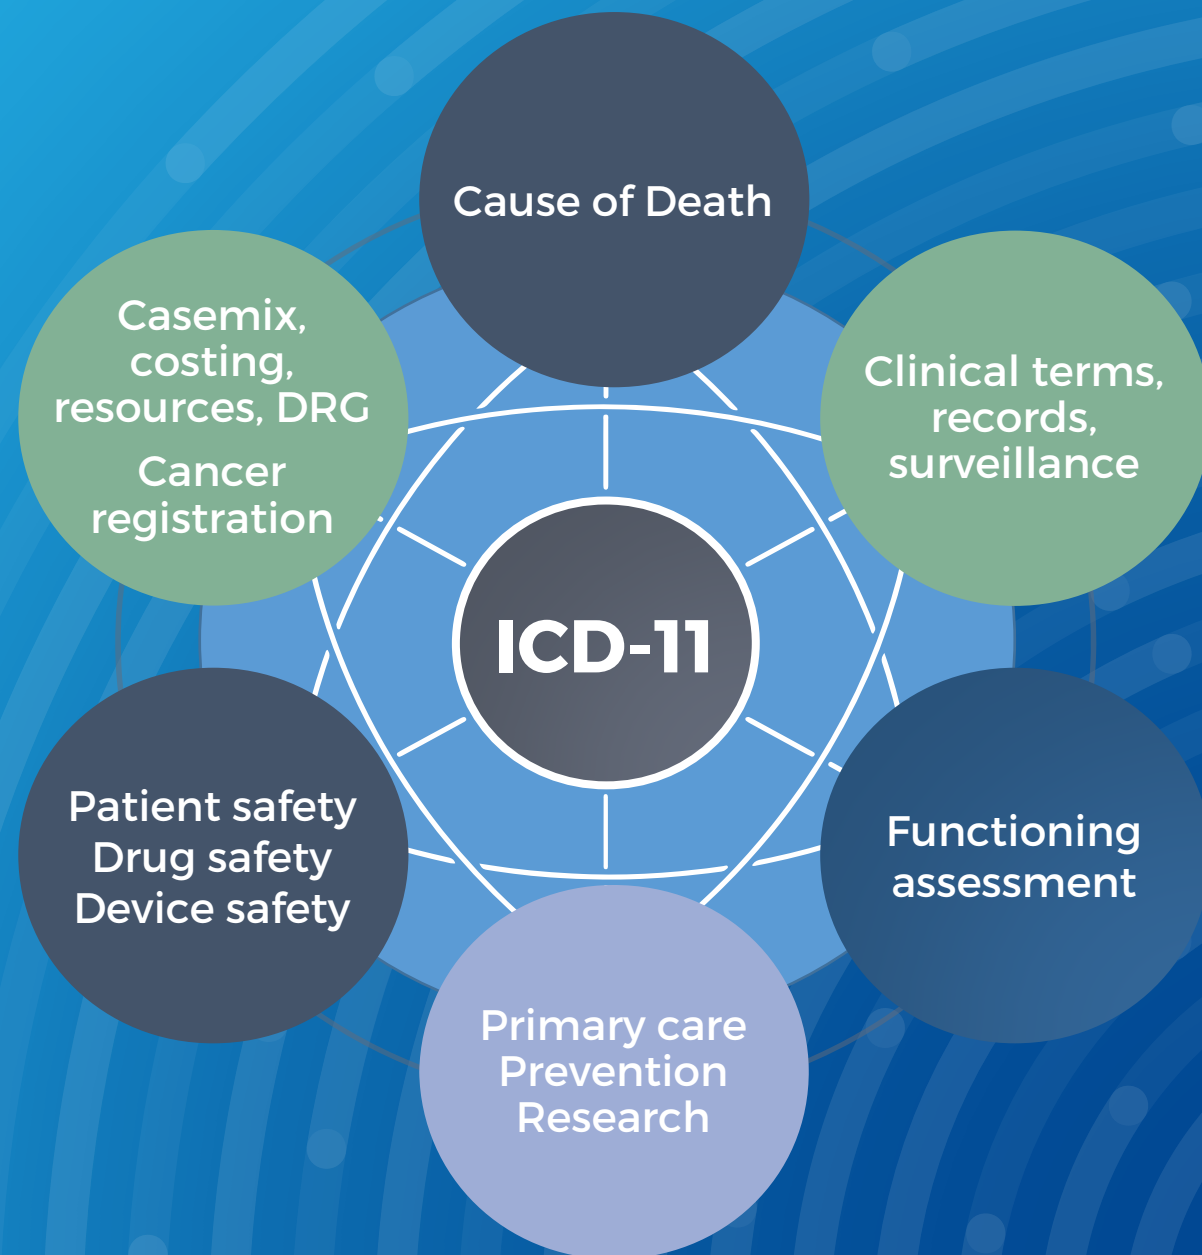 Cause of Death
Casemix,
costing,
resources, DRG
Cancer
registration
Clinical terms,
records,
surveillance
ICD-11
Patient safety
Drug safety
Device safety
Functioning
assessment
Primary care
Prevention
Research